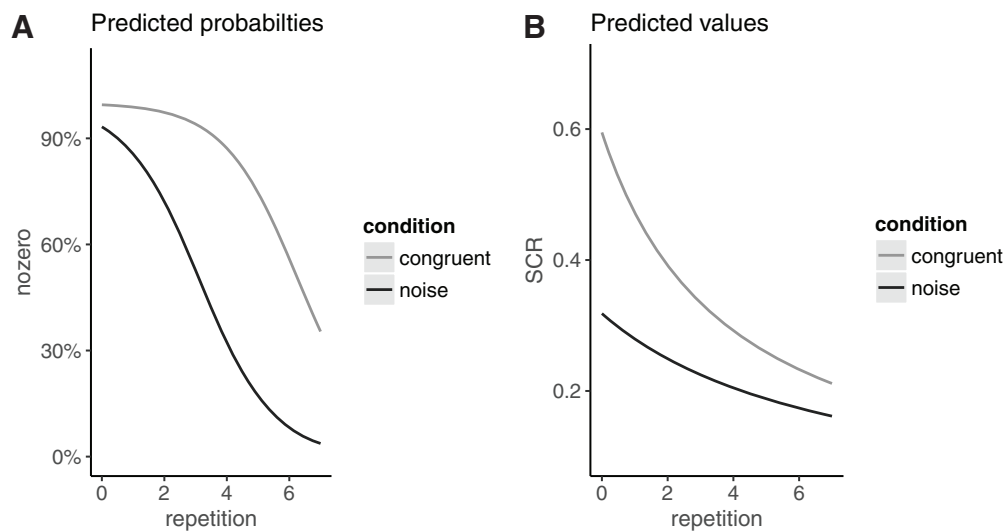 A Predicted probabilties
90%
60%
30%
0%
nozero
0 2 4 6
repetition
condition
congruent
noise
B Predicted values
0.6
0.4
0.2
SCR
0 2 4 6
repetition
condition
congruent
noise